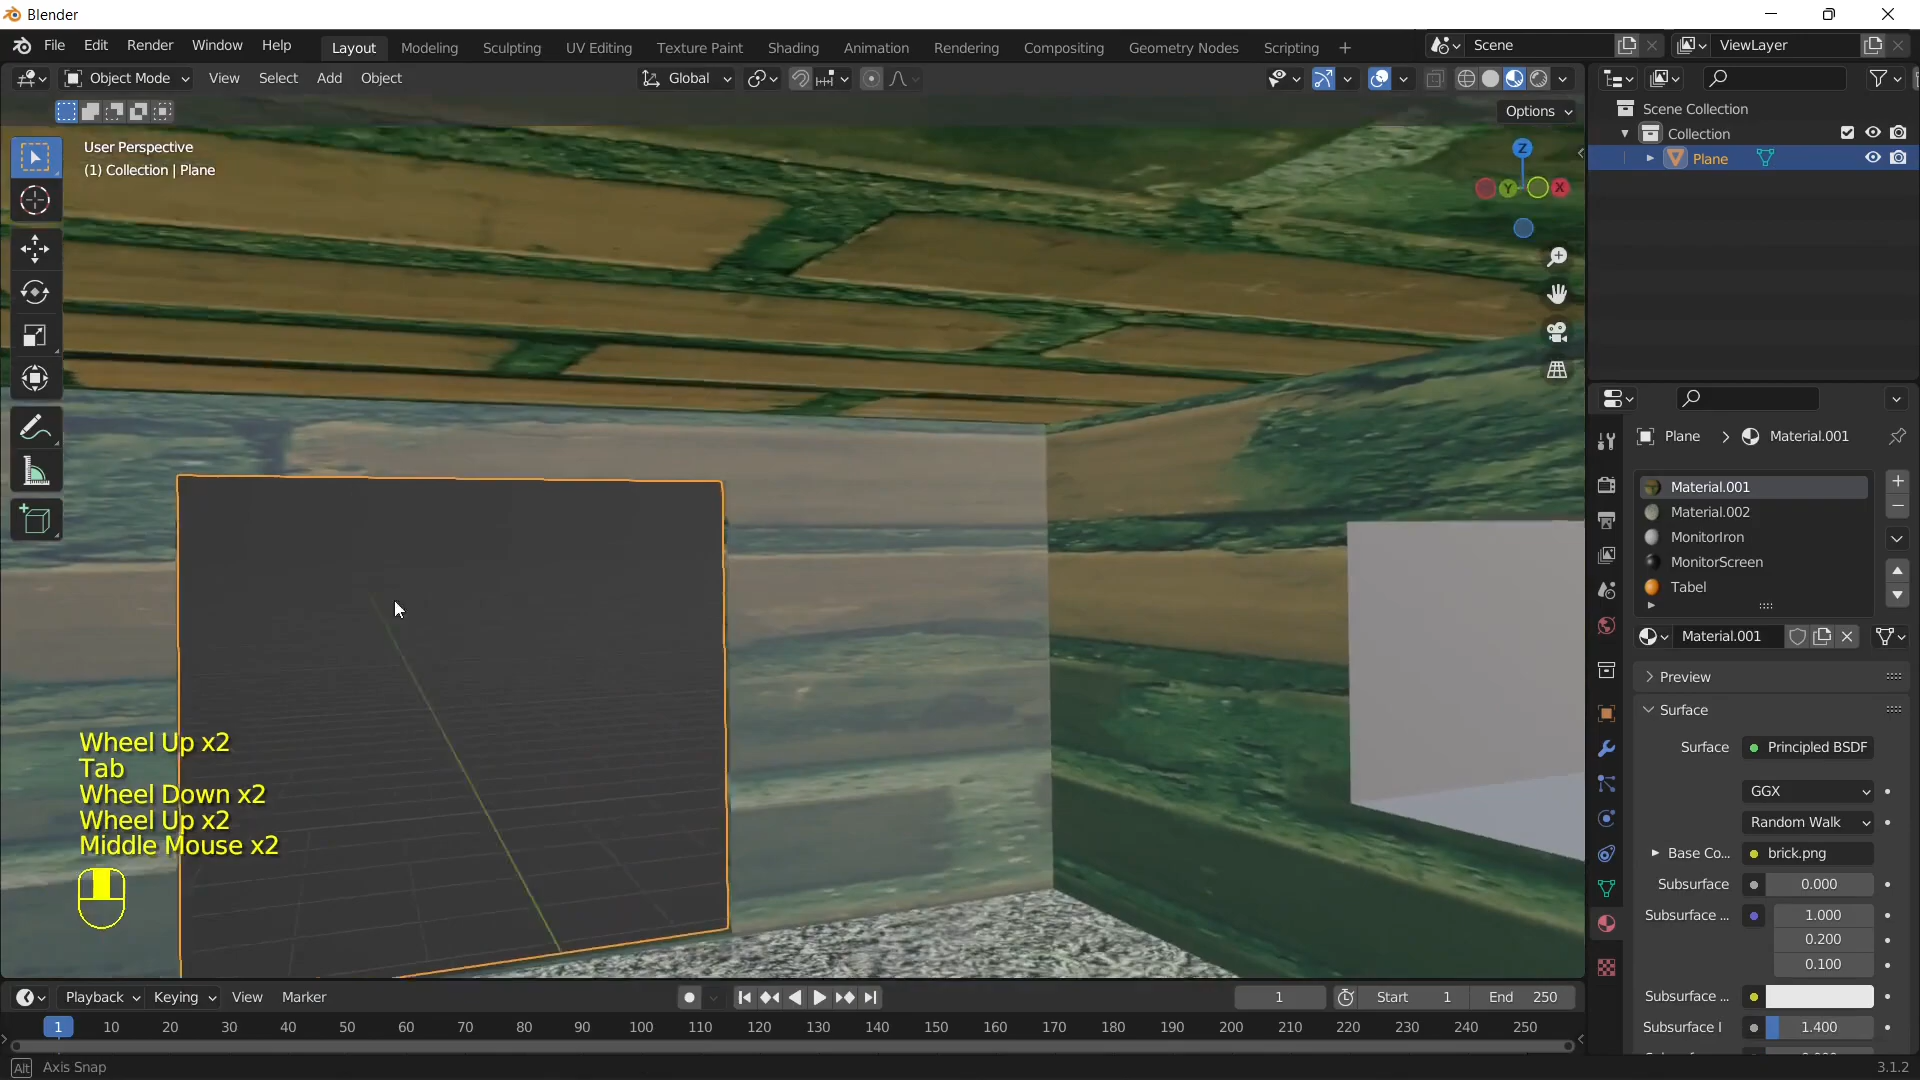 Blender
File Edit Render Window Help Layout Modeling Sculpting UV Editing Texture Paint Shading Animation Rendering Compositing Geometry Nodes Scripting + Scene ViewLayer
Object Mode View Select Add Object Global
Options
User Perspective
(1) Collection | Plane
Z
Y X
Scene Collection
Collection
Plane
Plane > Material.001
Material.001
Material.002
MonitorIron
MonitorScreen
Tabel
Material.001
Preview
Surface
Surface Principled BSDF
GGX
Random Walk
Base Co... brick.png
Subsurface 0.000
Subsurface ... 1.000
0.200
0.100
Subsurface ...
Subsurface I 1.400
Wheel Up x2
Tab
Wheel Down x2
Wheel Up x2
Middle Mouse x2
Playback Keying View Marker 1 Start 1 End 250
1 10 20 30 40 50 60 70 80 90 100 110 120 130 140 150 160 170 180 190 200 210 220 230 240 250
Alt Axis Snap 3.1.2